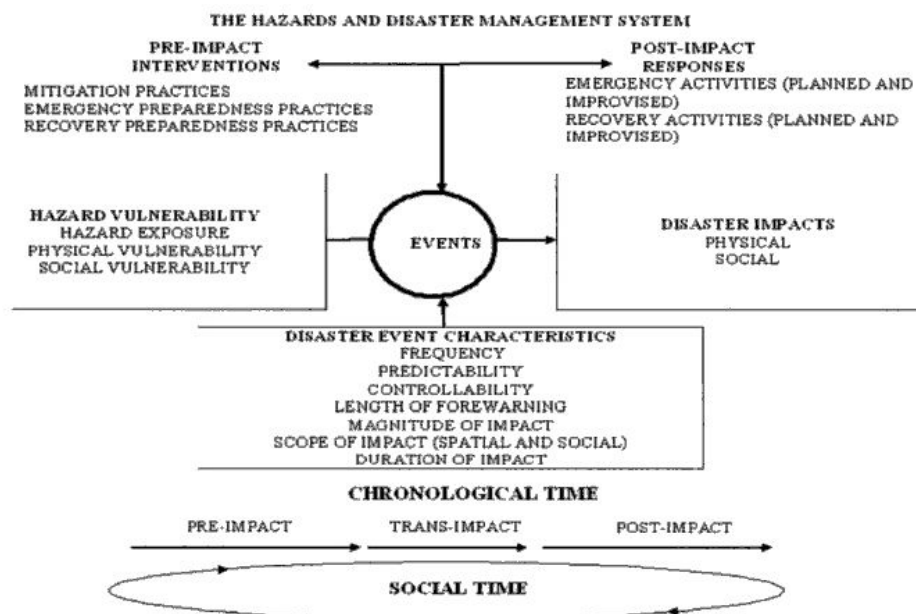 THE HAZARDS AND DISASTER MANAGEMENT SYSTEM
PRE-IMPACT
INTERVENTIONS
MITIGATION PRACTICES
EMERGENCY PREPAREDNESS PRACTICES
RECOVERY PREPAREDNESS PRACTICES
POST-IMPACT
RESPONSES
EMERGENCY ACTIVITIES (PLANNED AND
IMPROVISED)
RECOVERY ACTIVITIES (PLANNED AND
IMPROVISED)
HAZARD VULNERABILITY
HAZARD EXPOSURE
PHYSICAL VULNERABILITY
SOCIAL VULNERABILITY
EVENTS
DISASTER IMPACTS
PHYSICAL
SOCIAL
DISASTER EVENT CHARACTERISTICS
FREQUENCY
PREDICTABILITY
CONTROLLABILITY
LENGTH OF FOREWARNING
MAGNITUDE OF IMPACT
SCOPE OF IMPACT (SPATIAL AND SOCIAL)
DURATION OF IMPACT
CHRONOLOGICAL TIME
PRE-IMPACT TRANS-IMPACT POST-IMPACT
SOCIAL TIME